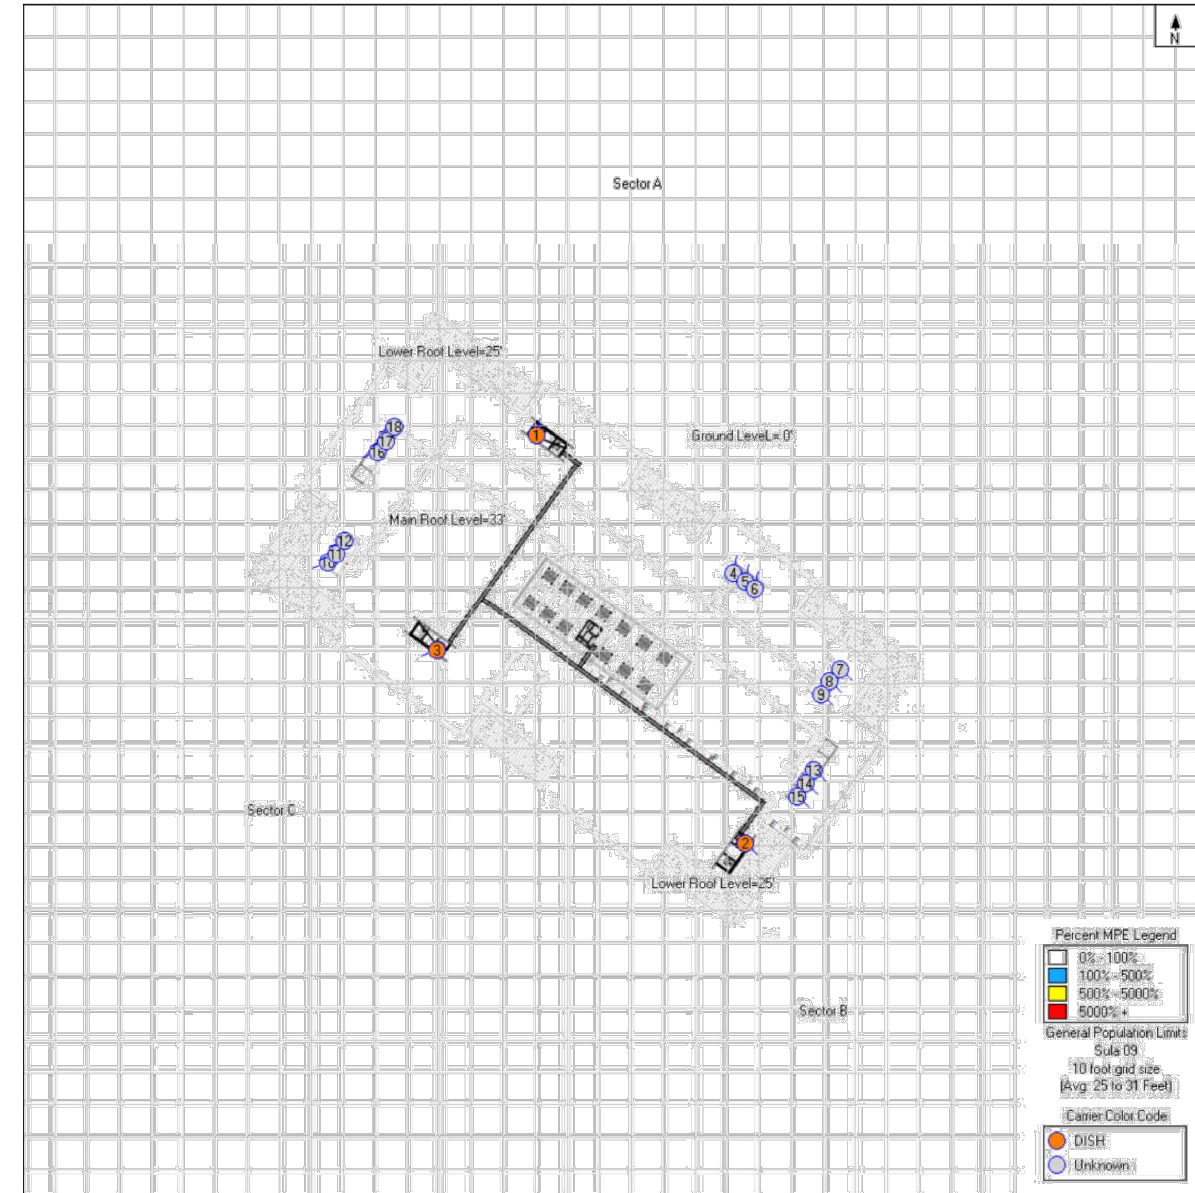 N
Sector A
Lower Roof Level=25'
18
17
16
1
Ground Level= 0'
Main Roof Level=33'
12
11
10
4
5
6
3
7
8
9
13
14
15
Sector C
2
Lower Roof Level=25'
Sector B
Percent MPE Legend
0% - 100%
100% - 500%
500% - 5000%
5000% +
General Population Limits
Sula 09
10 foot grid size
(Avg: 25 to 31 Feet)
Carrier Color Code
DISH
Unknown